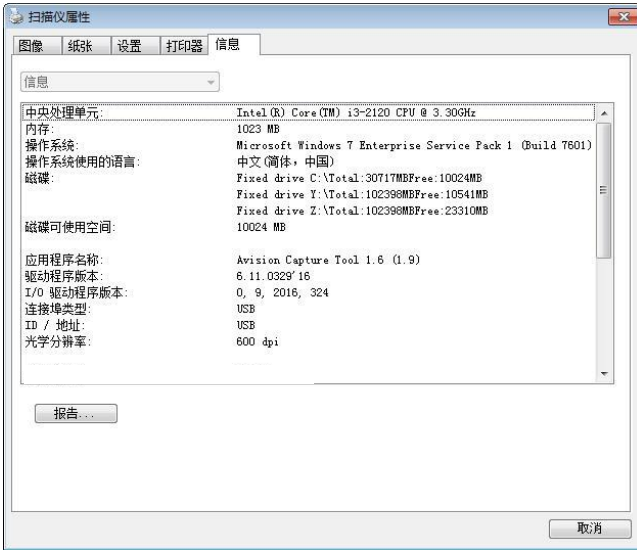 扫描仪属性
图像 纸张 设置 打印器 信息
信息
中央处理单元: Intel(R) Core(TM) i3-2120 CPU @ 3.30GHz
内存: 1023 MB
操作系统: Microsoft Windows 7 Enterprise Service Pack 1 (Build 7601)
操作系统使用的语言: 中文(简体，中国)
磁碟: Fixed drive C:\Total:30717MBFree:10024MB
Fixed drive Y:\Total:102398MBFree:10541MB
Fixed drive Z:\Total:102398MBFree:23310MB
磁碟可使用空间: 10024 MB
应用程序名称: Avision Capture Tool 1.6 (1.9)
驱动程序版本: 6.11.0329'16
I/O 驱动程序版本: 0, 9, 2016, 324
连接埠类型: USB
ID / 地址: USB
光学分辨率: 600 dpi
报告...
取消